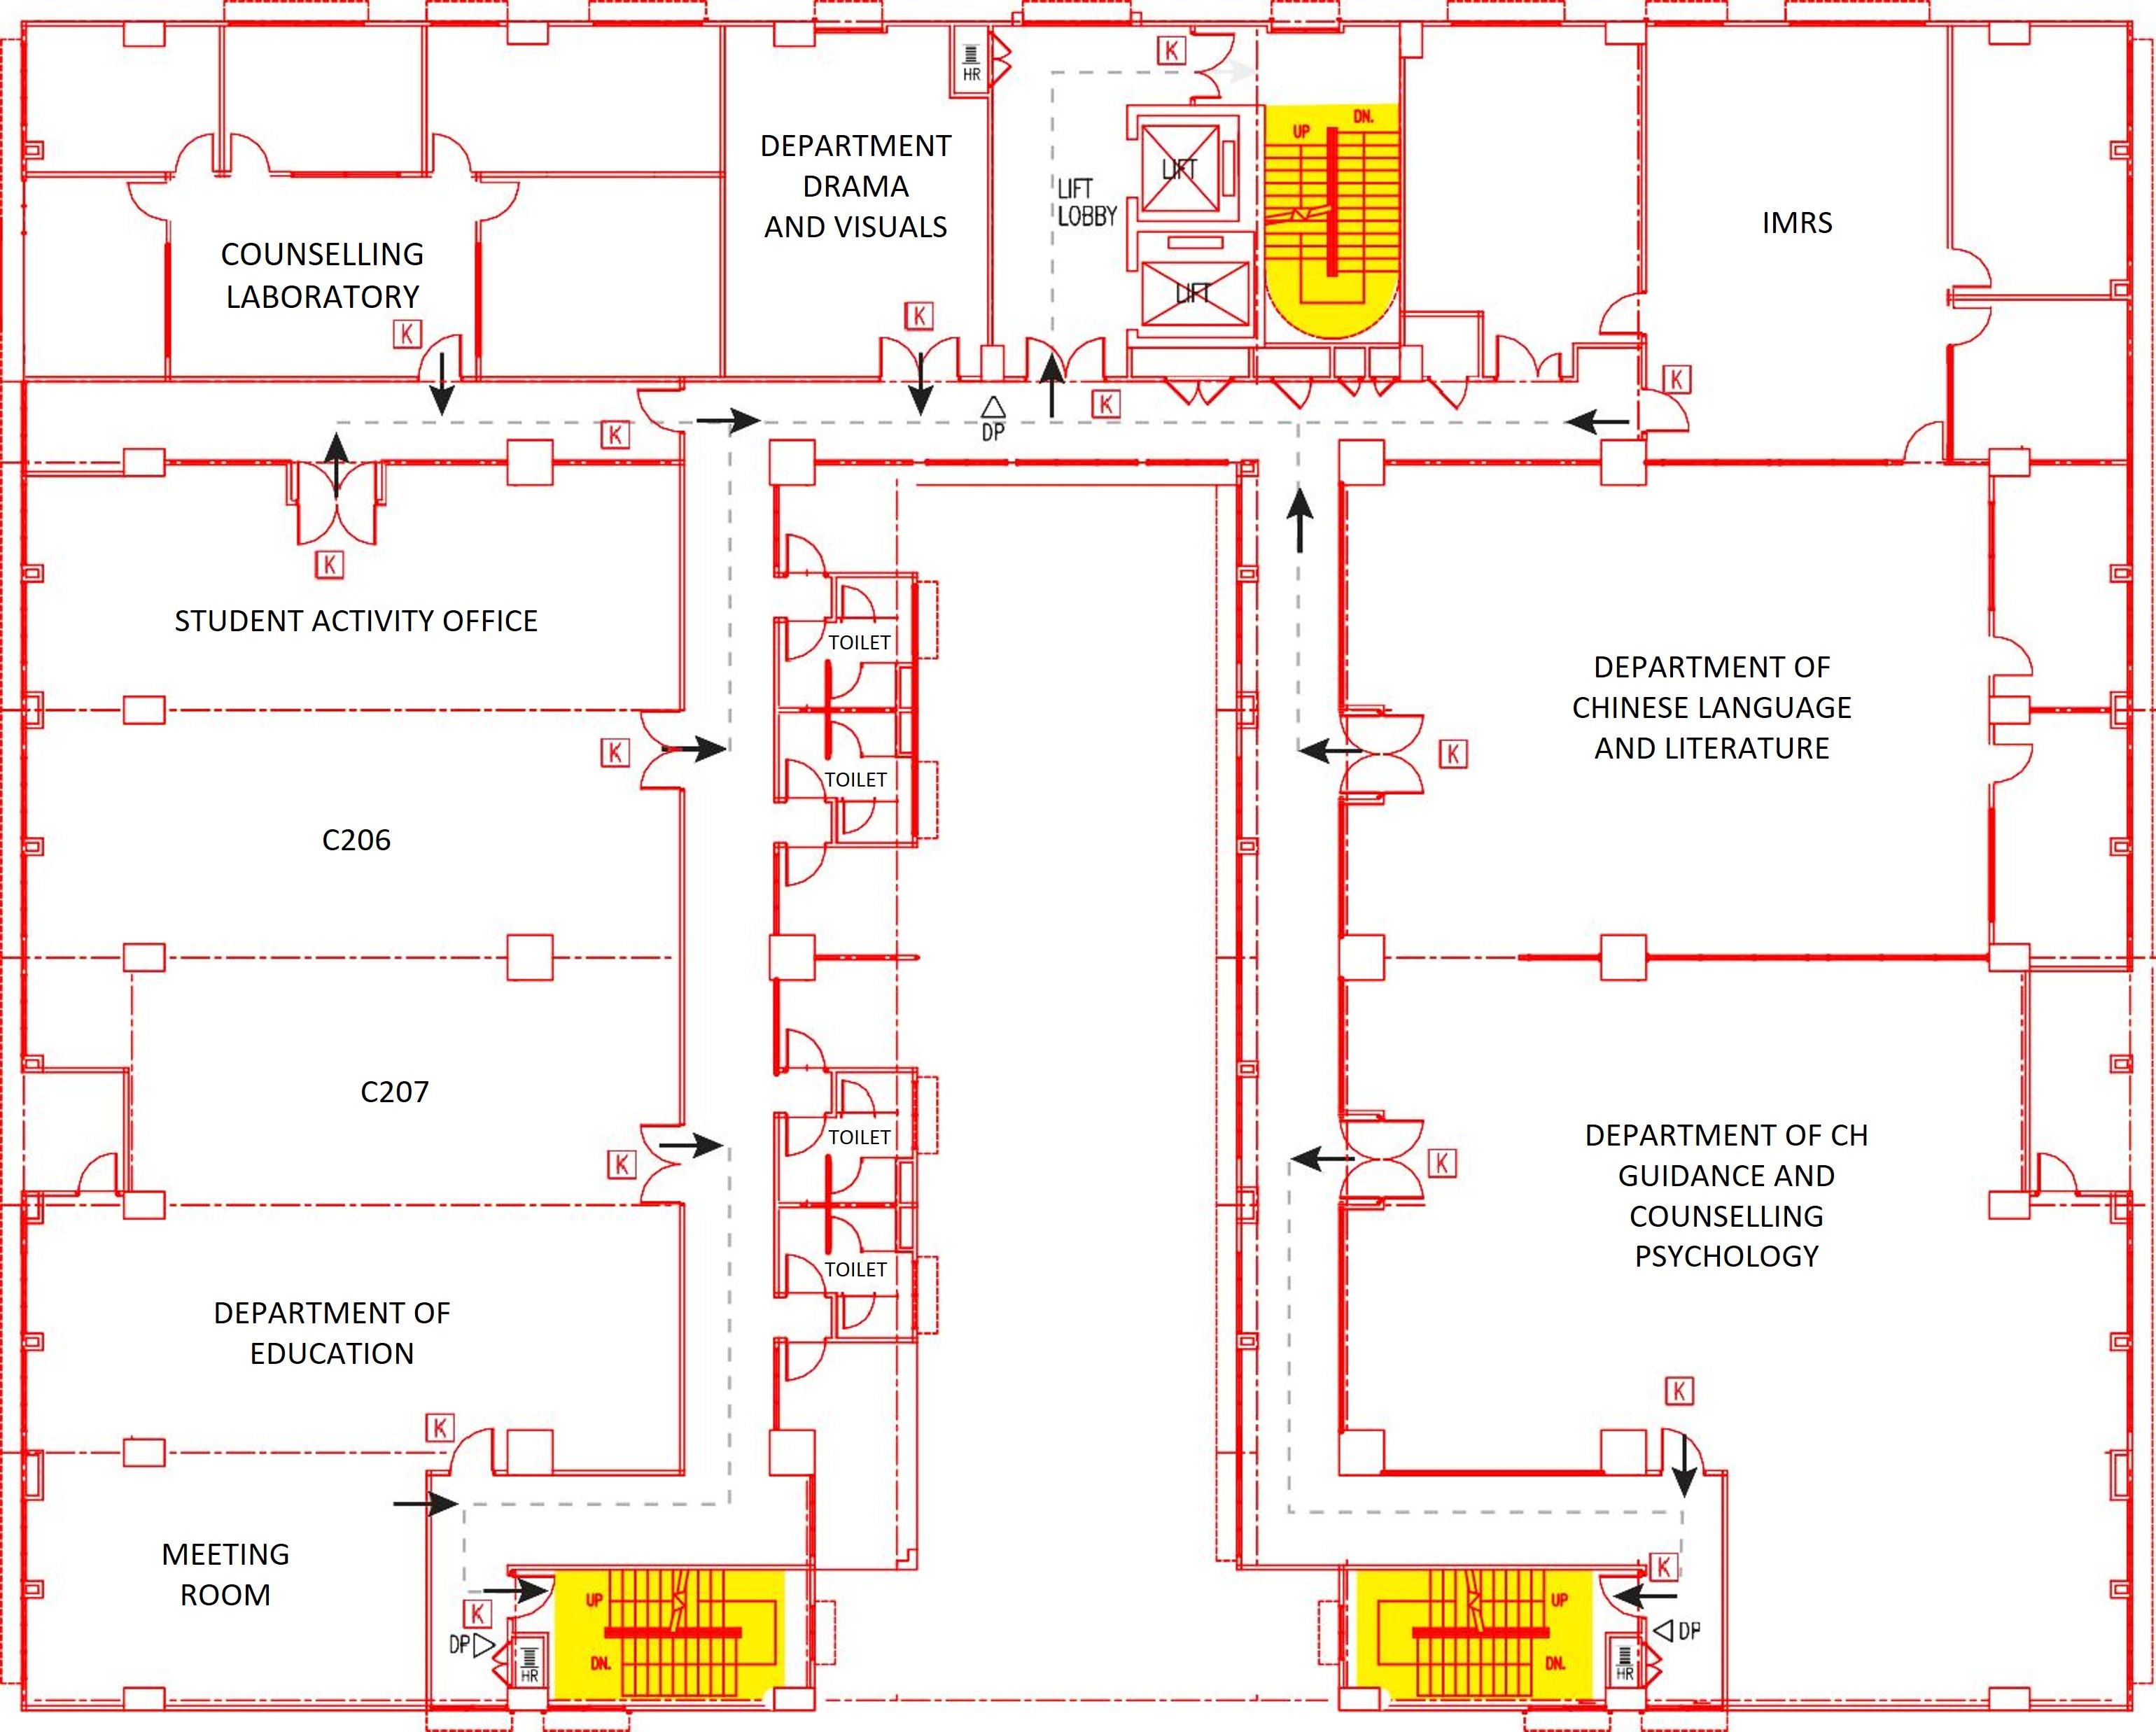 HR
K
UP
DN.
DEPARTMENT
DRAMA
AND VISUALS
LIFT
LIFT
LOBBY
IMRS
COUNSELLING
LABORATORY
LIFT
K
K
K
K
DP
K
K
STUDENT ACTIVITY OFFICE
TOILET
DEPARTMENT OF
CHINESE LANGUAGE
AND LITERATURE
K
K
TOILET
C206
C207
TOILET
K
K
DEPARTMENT OF CH
GUIDANCE AND
COUNSELLING
PSYCHOLOGY
TOILET
DEPARTMENT OF
EDUCATION
K
K
MEETING
ROOM
K
UP
UP
K
DP
DP
HR
DN.
DN.
HR